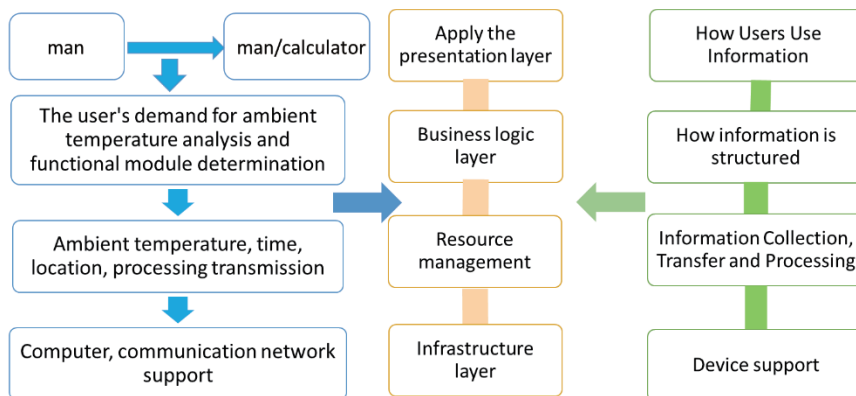 man
man/calculator
The user's demand for ambient
temperature analysis and
functional module determination
Ambient temperature, time,
location, processing transmission
Computer, communication network
support
Apply the
presentation layer
Business logic
layer
Resource
management
Infrastructure
layer
How Users Use
Information
How information is
structured
Information Collection,
Transfer and Processing
Device support